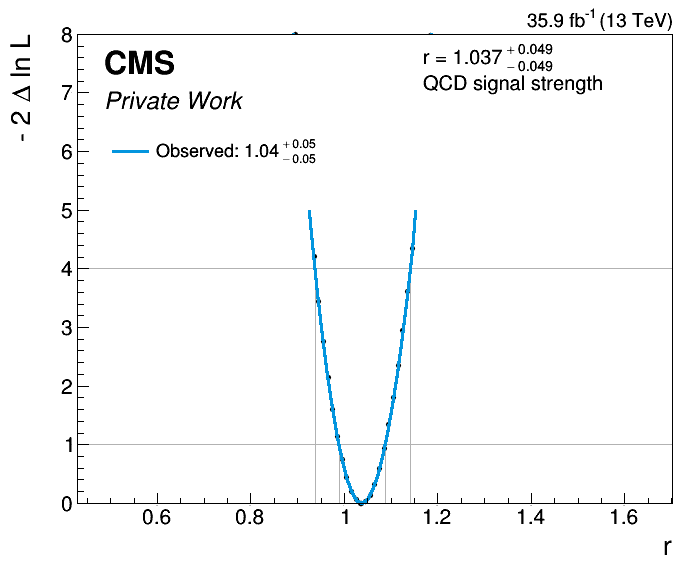 35.9 fb⁻¹ (13 TeV)
CMS
Private Work
r = 1.037 +0.049 −0.049
QCD signal strength
Observed: 1.04 +0.05 −0.05
- 2 Δ ln L
8
7
6
5
4
3
2
1
0
0.6 0.8 1 1.2 1.4 1.6
r